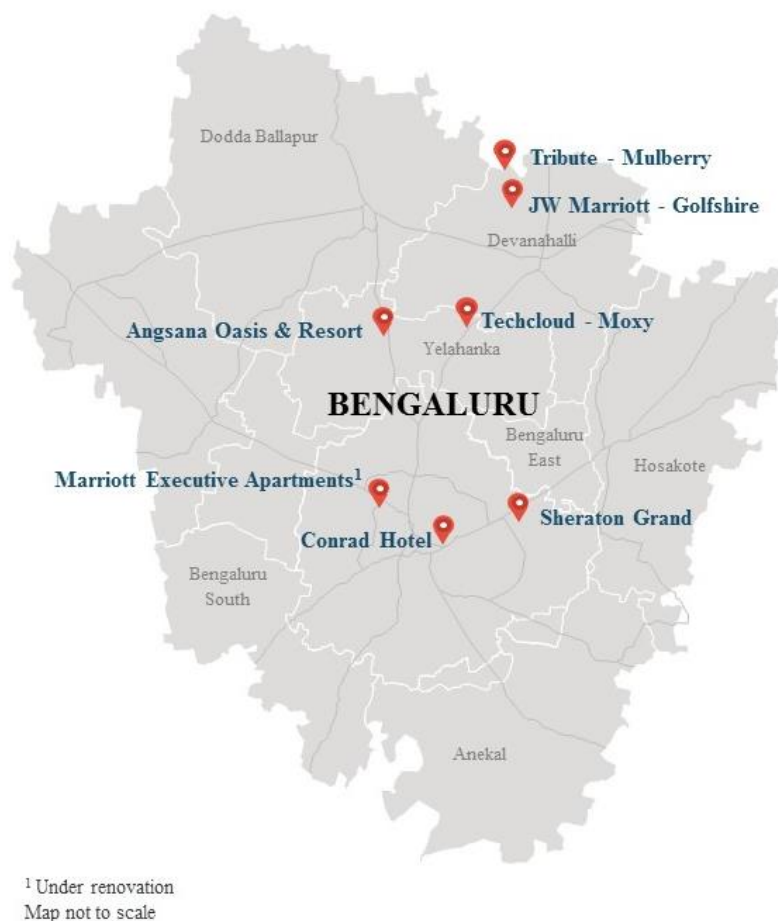 Dodda Ballapur
Tribute - Mulberry
JW Marriott - Golfshire
Devanahalli
Angsana Oasis & Resort
Techcloud - Moxy
Yelahanka
BENGALURU
Bengaluru
East
Hosakote
Marriott Executive Apartments¹
Sheraton Grand
Conrad Hotel
Bengaluru
South
Anekal
¹ Under renovation
Map not to scale